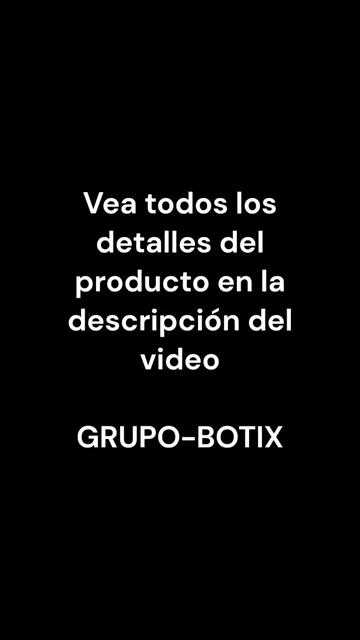 Vea todos los
detalles del
producto en la
descripción del
video
GRUPO-BOTIX